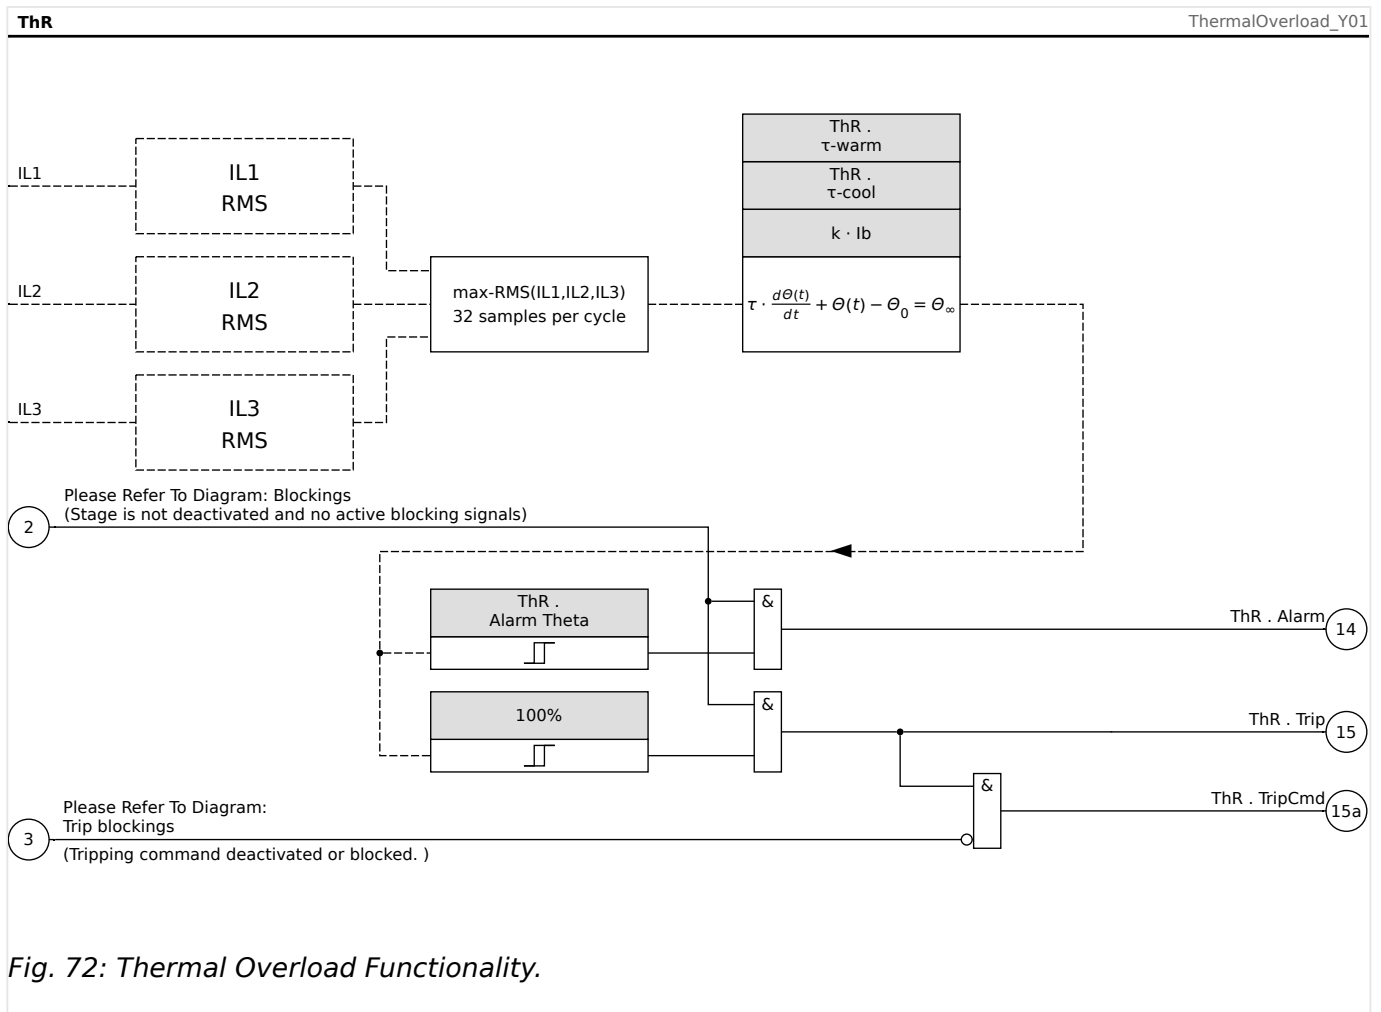 ThR
ThermalOverload_Y01
ThR .
τ-warm
ThR .
τ-cool
k · Ib
τ · dΘ(t)/dt + Θ(t) − Θ₀ = Θ∞
IL1
IL1
RMS
IL2
IL2
RMS
IL3
IL3
RMS
max-RMS(IL1,IL2,IL3)
32 samples per cycle
Please Refer To Diagram: Blockings
(Stage is not deactivated and no active blocking signals)
2
ThR .
Alarm Theta
&
ThR . Alarm
14
100%
&
ThR . Trip
15
&
ThR . TripCmd
15a
Please Refer To Diagram:
Trip blockings
3
(Tripping command deactivated or blocked. )
Fig. 72: Thermal Overload Functionality.